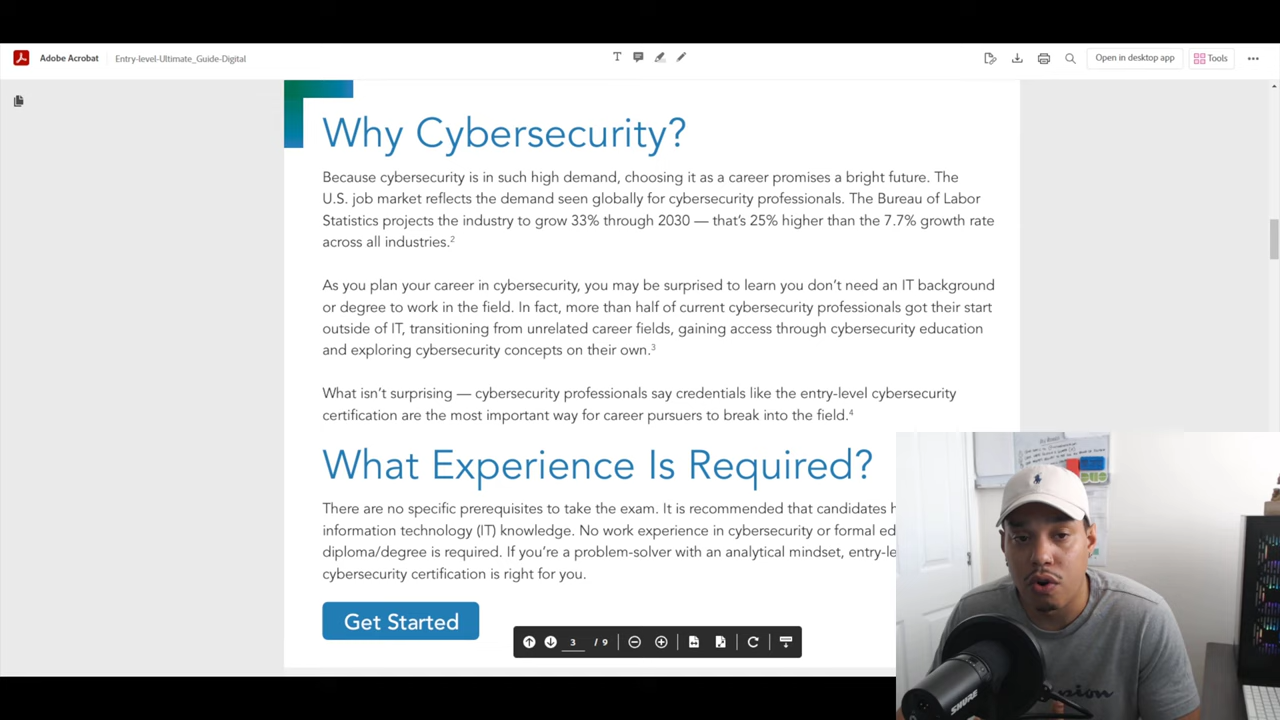 Adobe Acrobat
Entry-level-Ultimate_Guide-Digital
T
Open in desktop app
Tools
Why Cybersecurity?
Because cybersecurity is in such high demand, choosing it as a career promises a bright future. The
U.S. job market reflects the demand seen globally for cybersecurity professionals. The Bureau of Labor
Statistics projects the industry to grow 33% through 2030 — that's 25% higher than the 7.7% growth rate
across all industries.2
As you plan your career in cybersecurity, you may be surprised to learn you don't need an IT background
or degree to work in the field. In fact, more than half of current cybersecurity professionals got their start
outside of IT, transitioning from unrelated career fields, gaining access through cybersecurity education
and exploring cybersecurity concepts on their own.3
What isn't surprising — cybersecurity professionals say credentials like the entry-level cybersecurity
certification are the most important way for career pursuers to break into the field.4
What Experience Is Required?
There are no specific prerequisites to take the exam. It is recommended that candidates h
information technology (IT) knowledge. No work experience in cybersecurity or formal ed
diploma/degree is required. If you're a problem-solver with an analytical mindset, entry-le
cybersecurity certification is right for you.
Get Started
3 / 9
SHURE